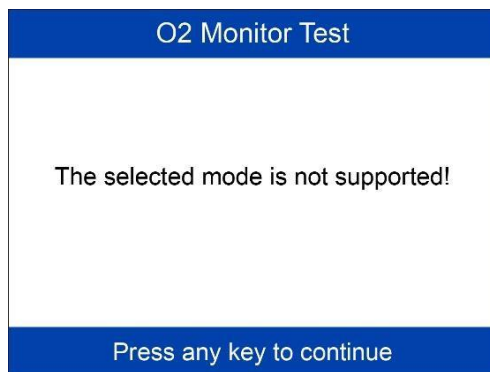 O2 Monitor Test
The selected mode is not supported!
Press any key to continue